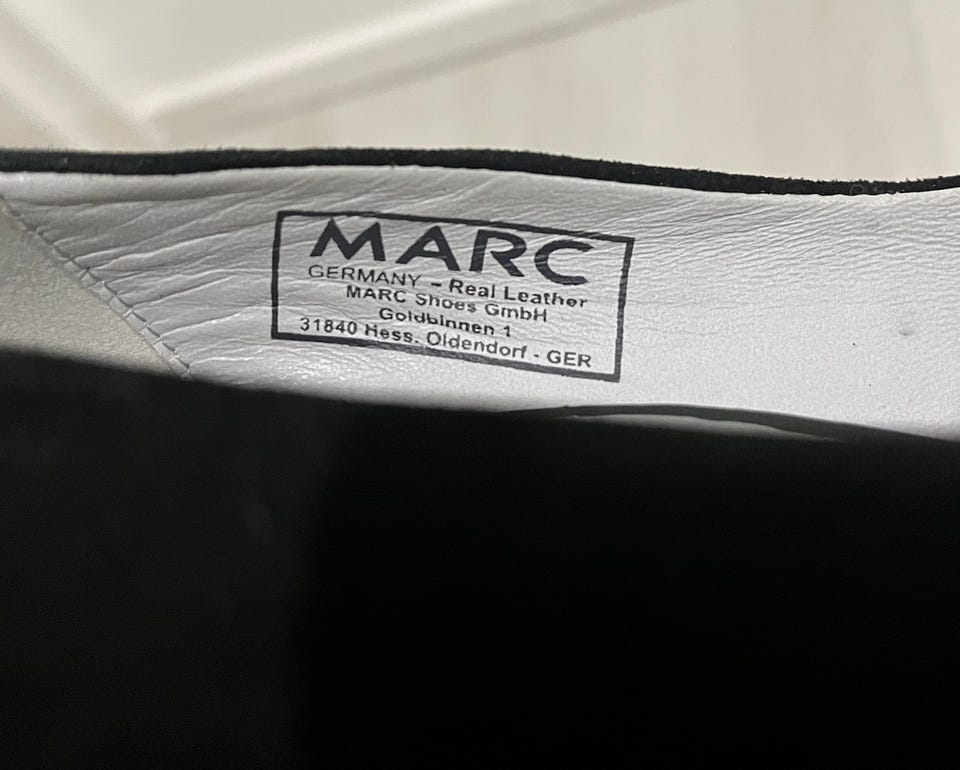 MARC
GERMANY - Real Leather
MARC Shoes GmbH
Goldbinnen 1
31840 Hess. Oldendorf - GER